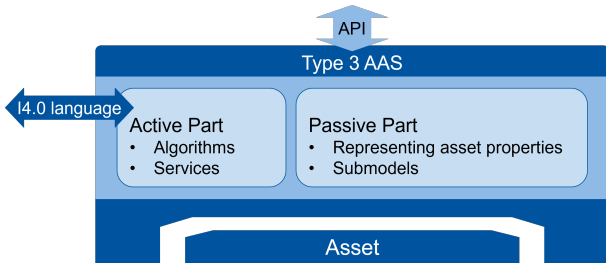 API
Type 3 AAS
I4.0 language
Active Part
• Algorithms
• Services
Passive Part
• Representing asset properties
• Submodels
Asset